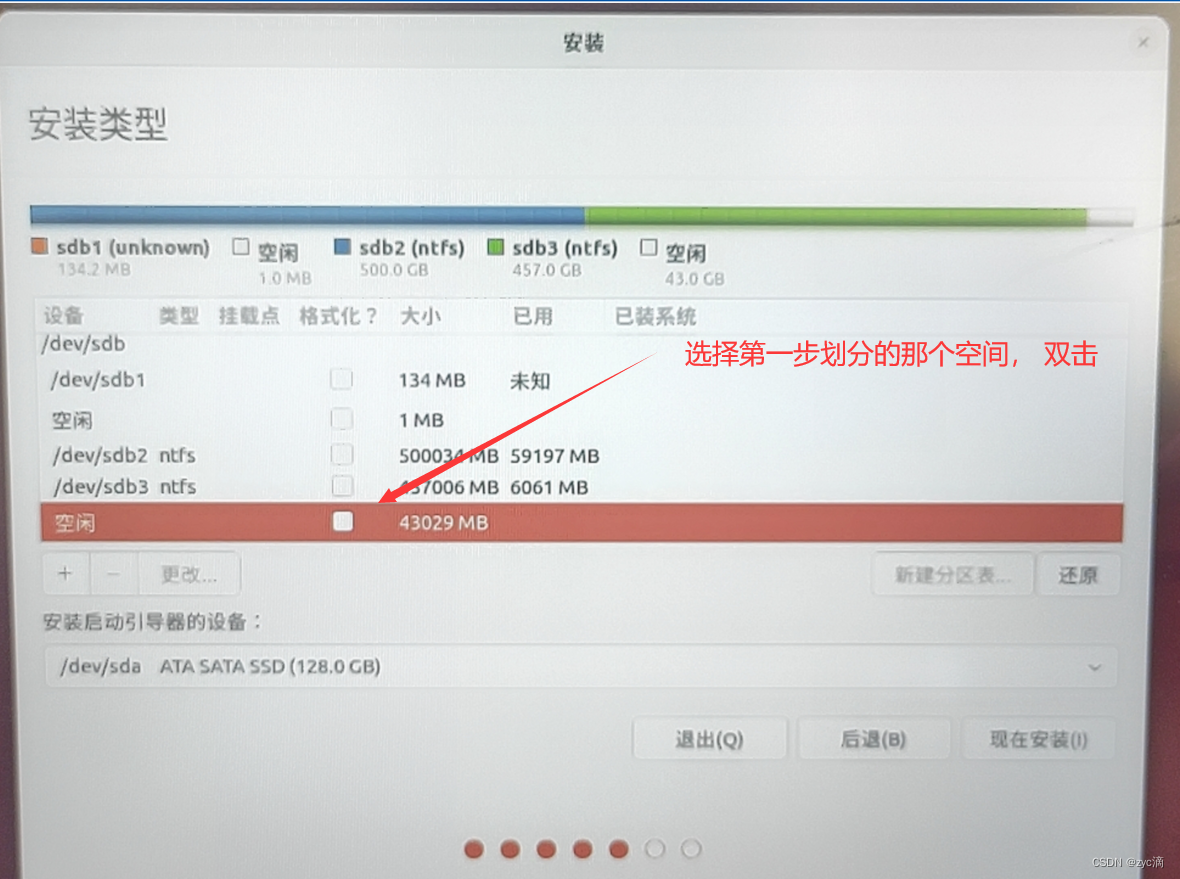 安装
安装类型
sdb1 (unknown) 空闲 sdb2 (ntfs) sdb3 (ntfs) 空闲
134.2 MB 1.0 MB 500.0 GB 457.0 GB 43.0 GB
设备 类型 挂载点 格式化？ 大小 已用 已装系统
/dev/sdb
选择第一步划分的那个空间， 双击
/dev/sdb1 134 MB 未知
空闲 1 MB
/dev/sdb2 ntfs 500034 MB 59197 MB
/dev/sdb3 ntfs 457006 MB 6061 MB
空闲 43029 MB
+ − 更改... 新建分区表... 还原
安装启动引导器的设备：
/dev/sda ATA SATA SSD (128.0 GB)
退出(Q) 后退(B) 现在安装(I)
CSDN @zyc滴